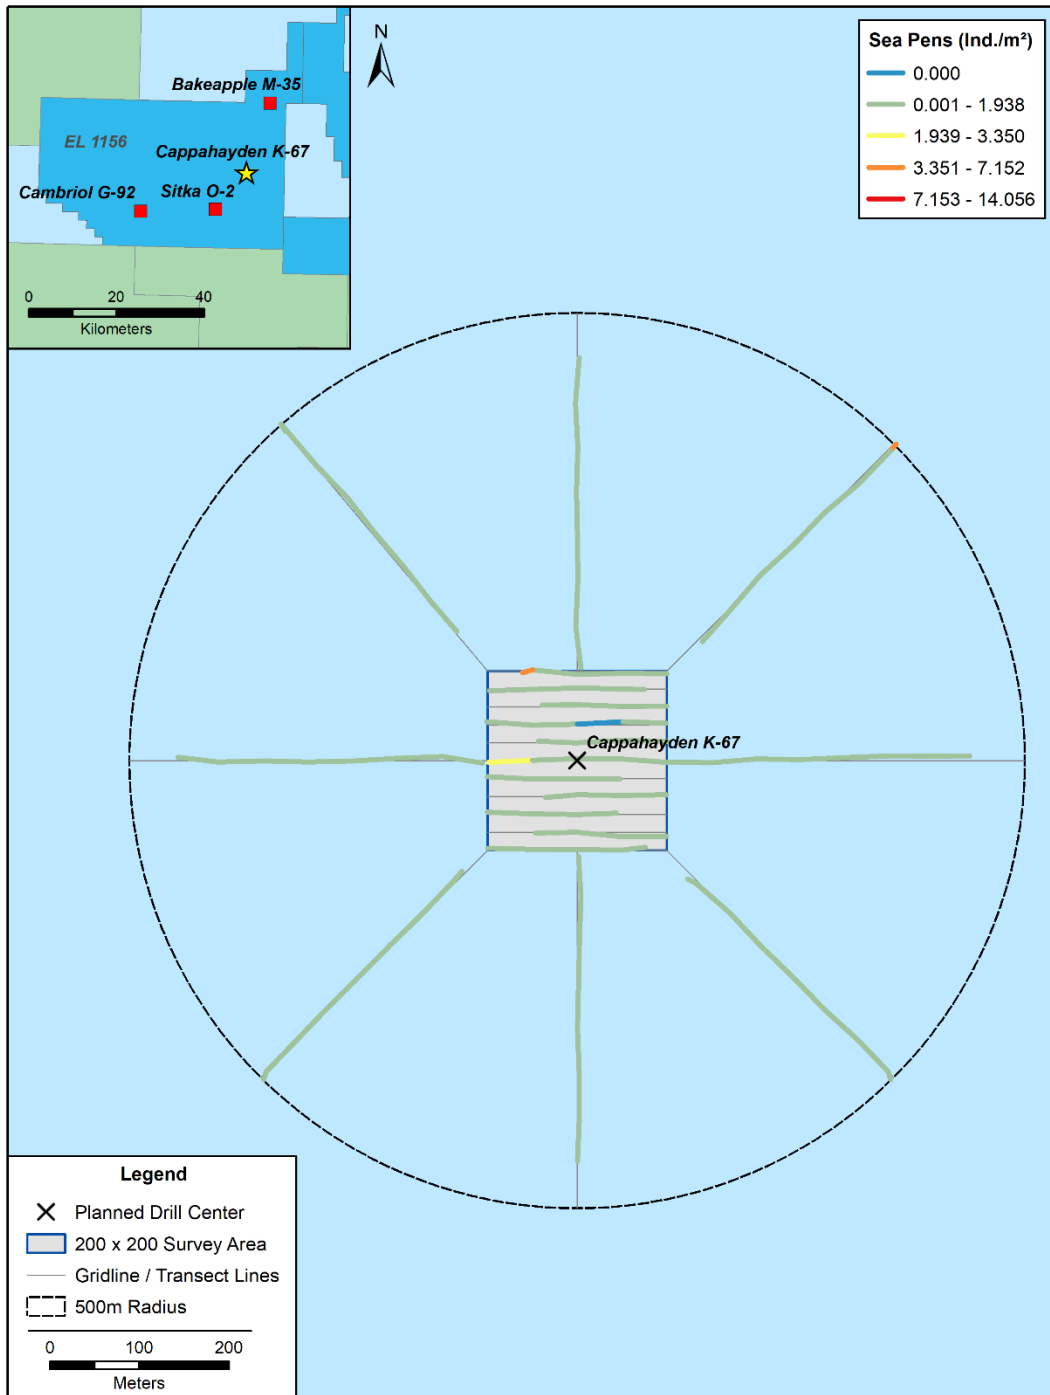 Bakeapple M-35
EL 1156
Cappahayden K-67
Cambriol G-92
Sitka O-2
0 20 40
Kilometers
N
Sea Pens (Ind./m²)
0.000
0.001 - 1.938
1.939 - 3.350
3.351 - 7.152
7.153 - 14.056
Cappahayden K-67
Legend
Planned Drill Center
200 x 200 Survey Area
Gridline / Transect Lines
500m Radius
0 100 200
Meters